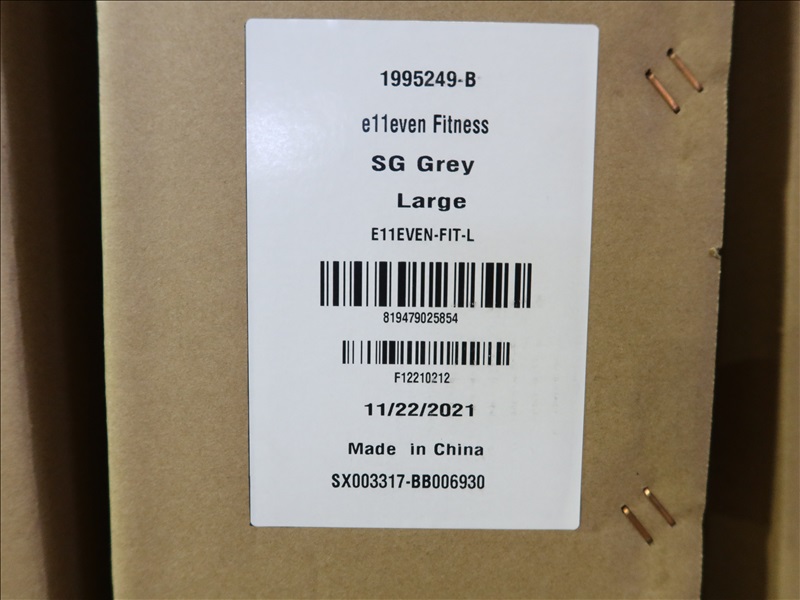 1995249-B
e11even Fitness
SG Grey
Large
E11EVEN-FIT-L
819479025854
F12210212
11/22/2021
Made in China
SX003317-BB006930